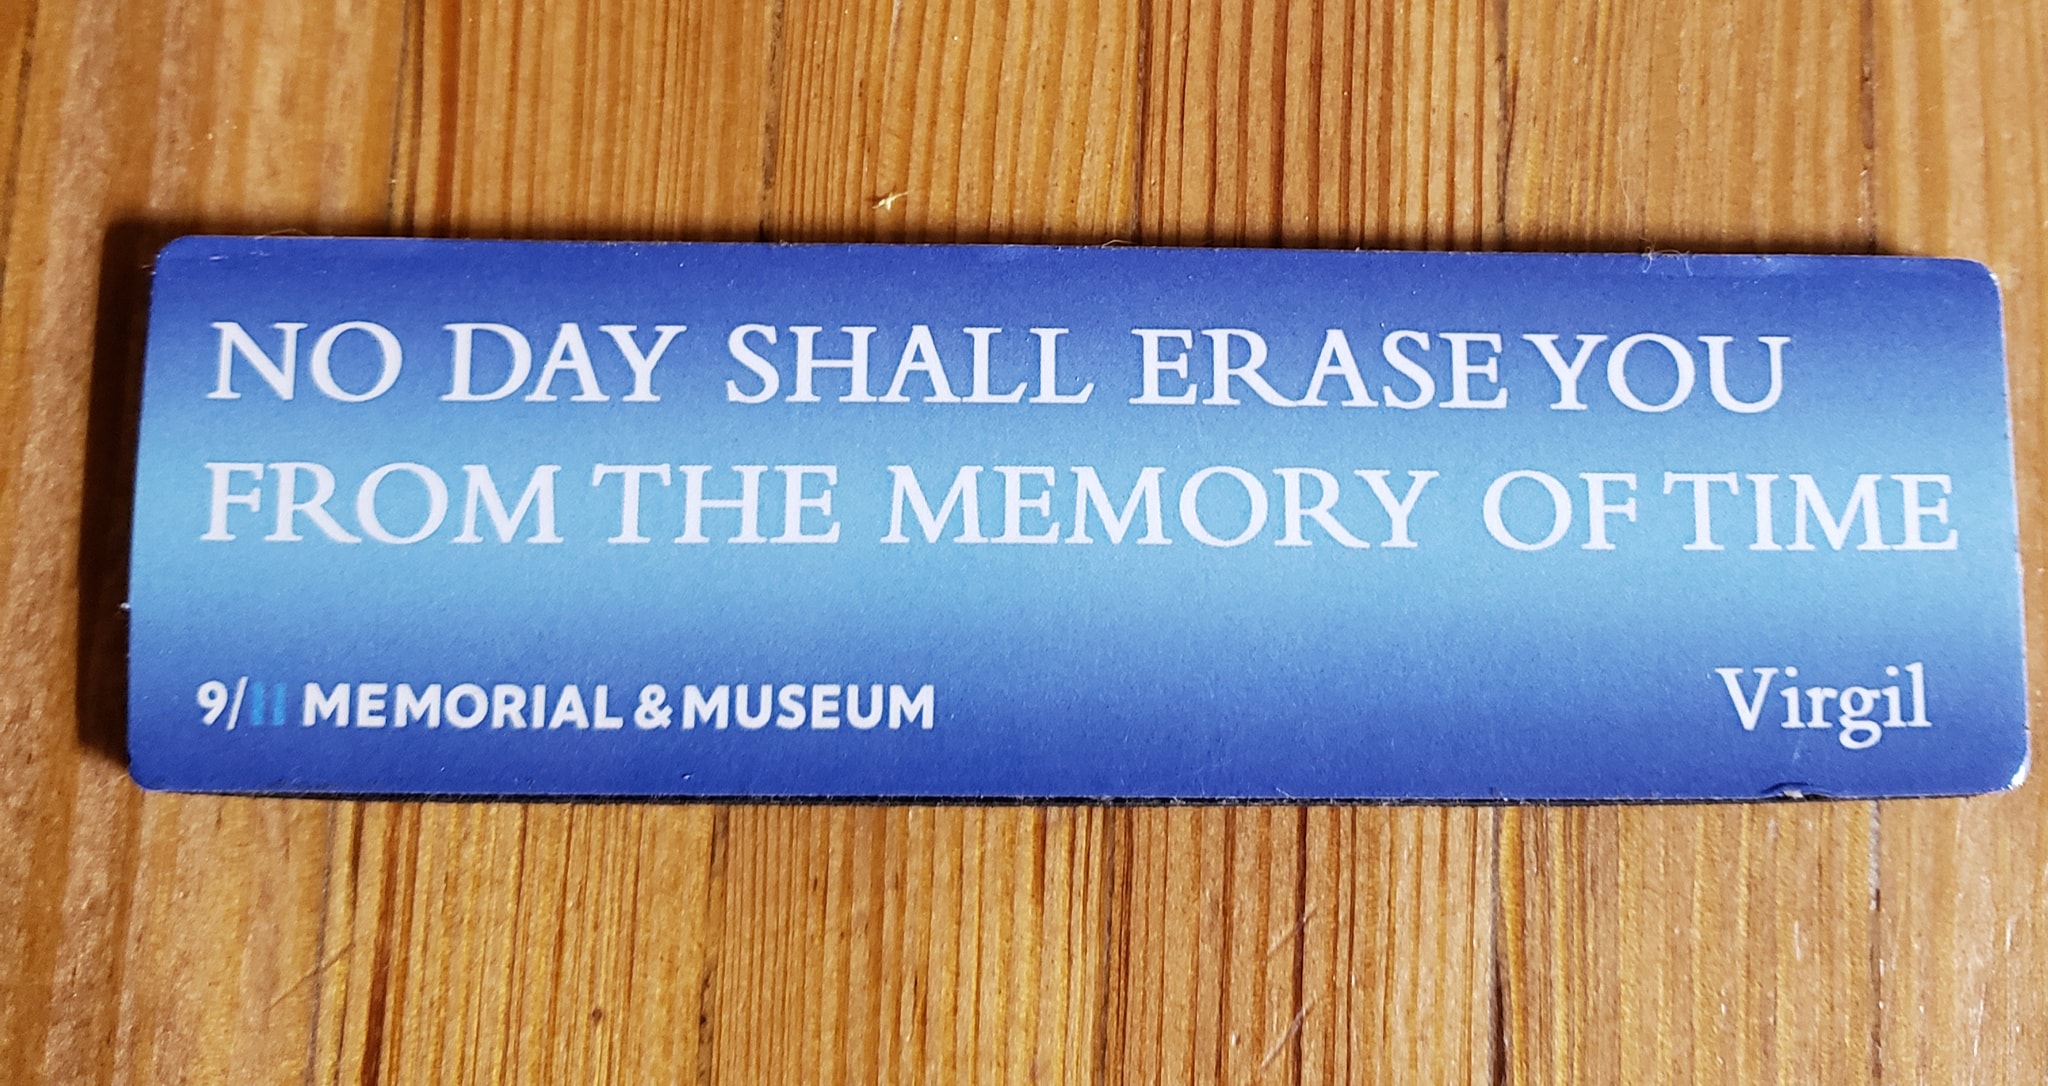 NO DAY SHALL ERASE YOU
FROM THE MEMORY OF TIME
9/11 MEMORIAL & MUSEUM
Virgil